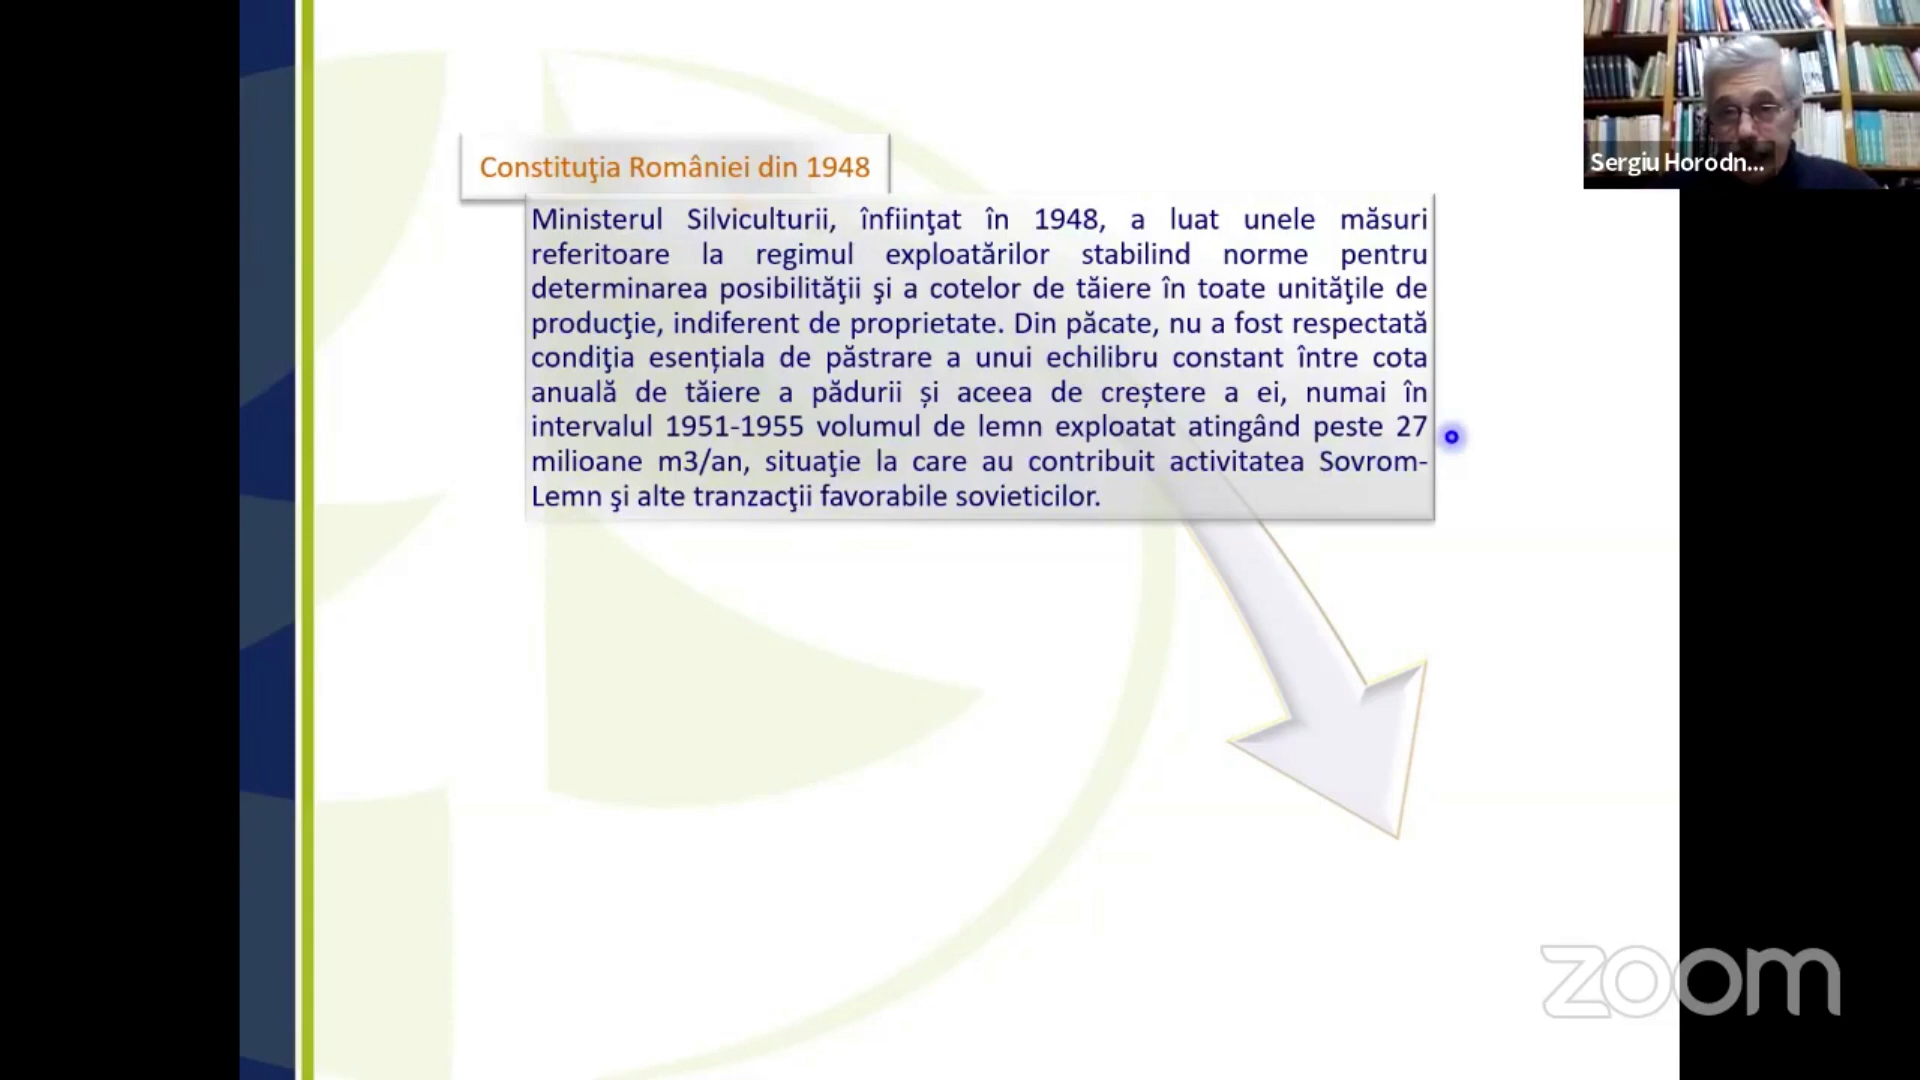 Constituţia României din 1948
Ministerul Silviculturii, înfiinţat în 1948, a luat unele măsuri
referitoare la regimul exploatărilor stabilind norme pentru
determinarea posibilităţii şi a cotelor de tăiere în toate unităţile de
producţie, indiferent de proprietate. Din păcate, nu a fost respectată
condiţia esențiala de păstrare a unui echilibru constant între cota
anuală de tăiere a pădurii și aceea de creștere a ei, numai în
intervalul 1951-1955 volumul de lemn exploatat atingând peste 27
milioane m3/an, situaţie la care au contribuit activitatea Sovrom-
Lemn şi alte tranzacţii favorabile sovieticilor.
Sergiu Horodn...
zoom